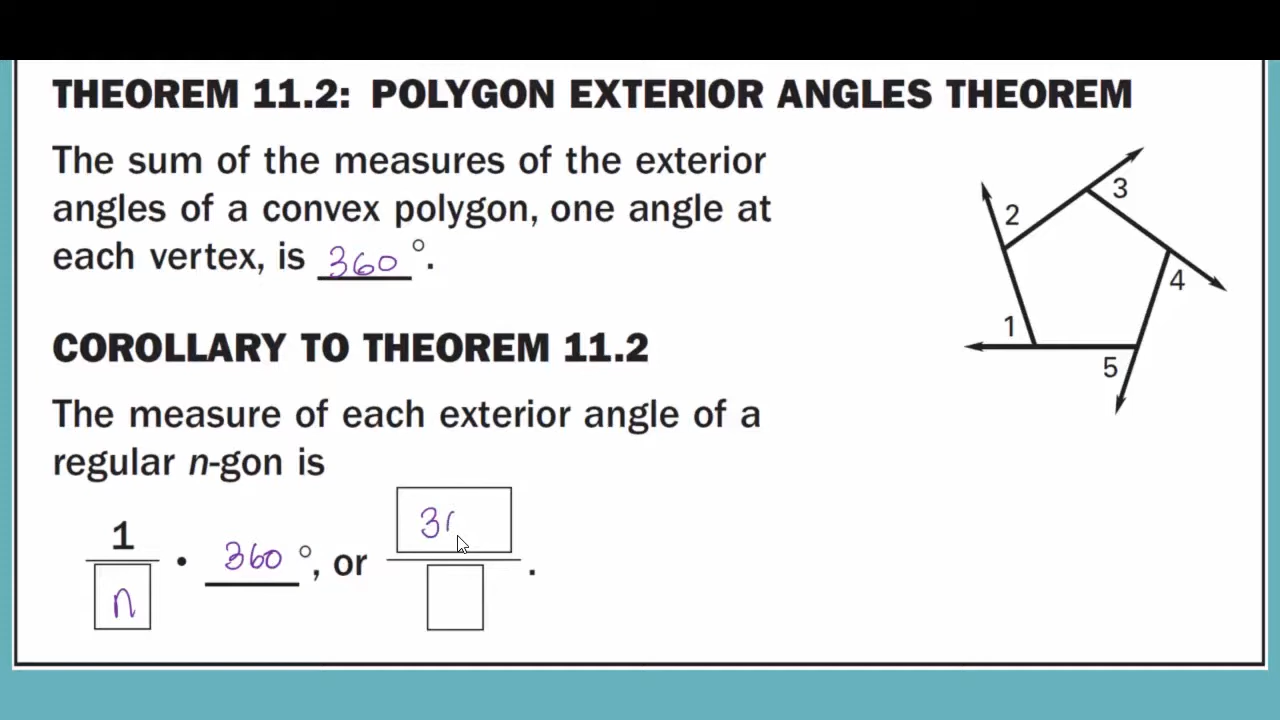 THEOREM 11.2: POLYGON EXTERIOR ANGLES THEOREM
The sum of the measures of the exterior
angles of a convex polygon, one angle at
each vertex, is 360°.
COROLLARY TO THEOREM 11.2
The measure of each exterior angle of a
regular n-gon is
1
n
• 360°, or
3
.
1
2
3
4
5